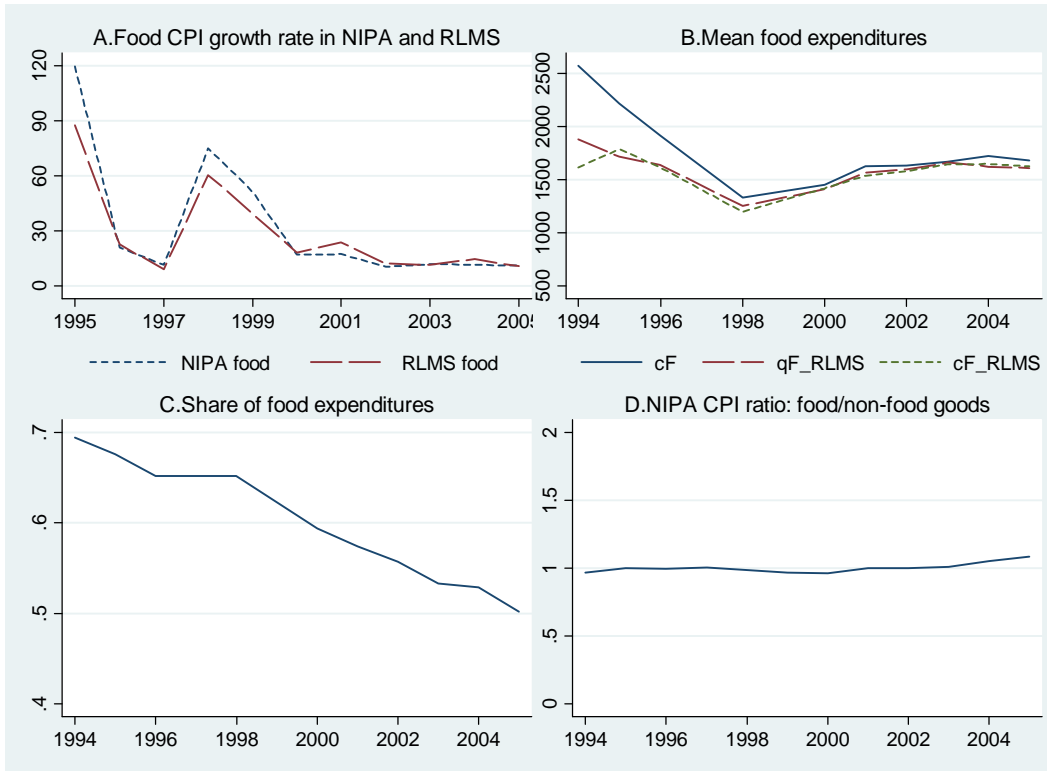 A.Food CPI growth rate in NIPA and RLMS
120
90
60
30
0
1995 1997 1999 2001 2003 2005
NIPA food RLMS food
B.Mean food expenditures
2500
2000
1500
1000
500
1994 1996 1998 2000 2002 2004
cF qF_RLMS cF_RLMS
C.Share of food expenditures
.7
.6
.5
.4
1994 1996 1998 2000 2002 2004
D.NIPA CPI ratio: food/non-food goods
2
1.5
1
.5
0
1994 1996 1998 2000 2002 2004